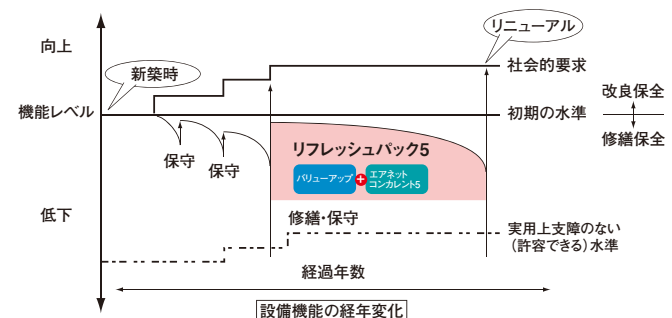 リニューアル
向上
新築時
社会的要求
改良保全
機能レベル
初期の水準
修繕保全
保守
保守
リフレッシュパック5
バリューアップ
+
エアネット
コンカレント5
低下
修繕・保守
実用上支障のない
(許容できる)水準
経過年数
設備機能の経年変化